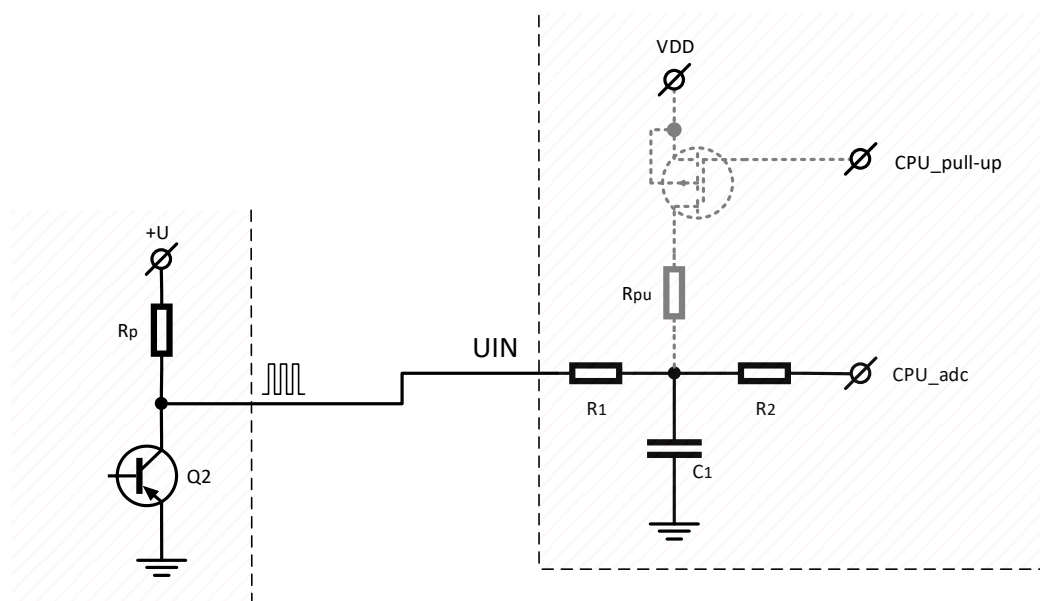 VDD
CPU_pull-up
+U
Rpu
Rp
UIN
CPU_adc
R1
R2
C1
Q2